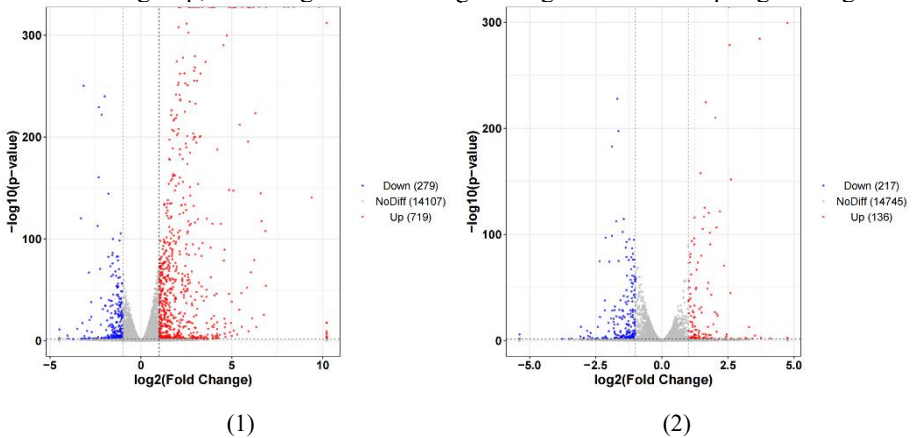 300
200
100
0
−5
0
5
10
−log10(p−value)
log2(Fold Change)
Down (279)
NoDiff (14107)
Up (719)
(1)
300
200
100
0
−5.0
−2.5
0.0
2.5
5.0
−log10(p−value)
log2(Fold Change)
Down (217)
NoDiff (14745)
Up (136)
(2)